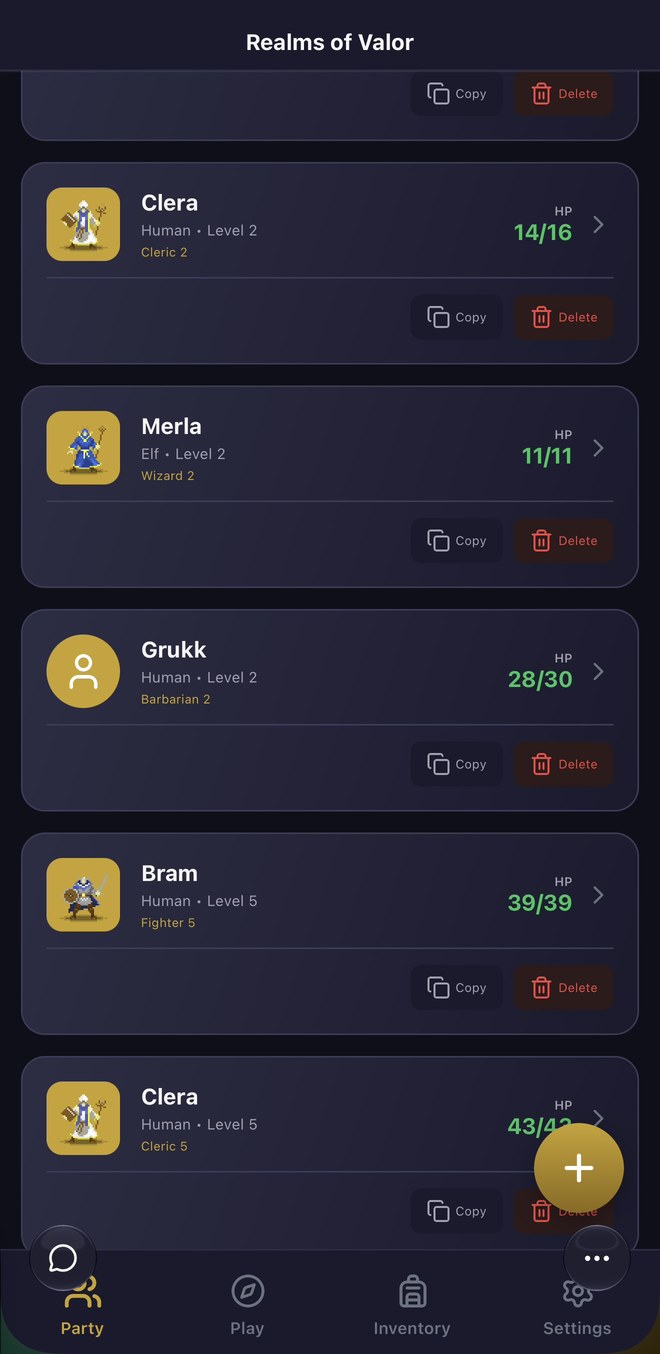 Realms of Valor
Copy
Delete
Clera
Human • Level 2
Cleric 2
HP
14/16
Copy
Delete
Merla
Elf • Level 2
Wizard 2
HP
11/11
Copy
Delete
Grukk
Human • Level 2
Barbarian 2
HP
28/30
Copy
Delete
Bram
Human • Level 5
Fighter 5
HP
39/39
Copy
Delete
Clera
Human • Level 5
Cleric 5
HP
43/43
Copy
Delete
Party
Play
Inventory
Settings